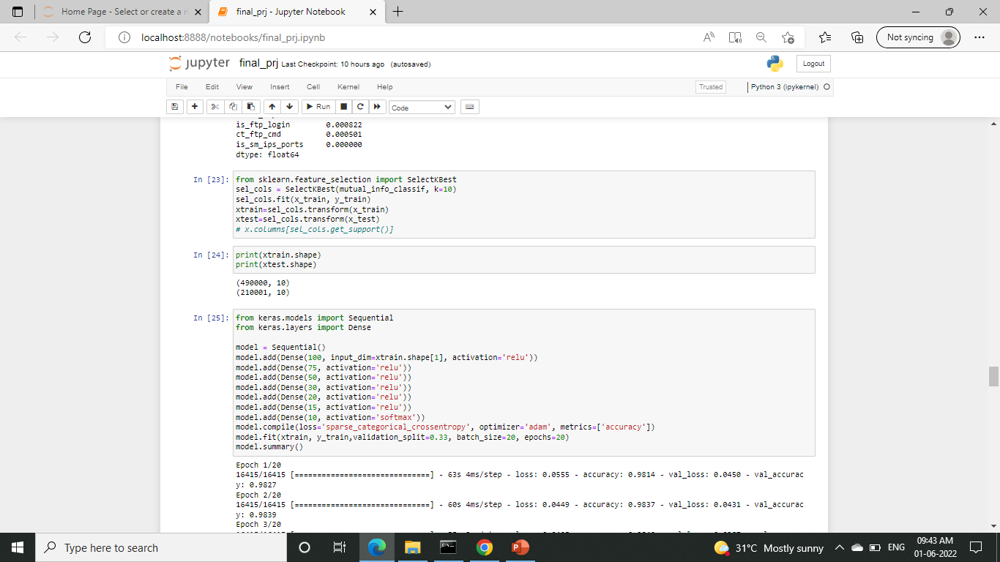 Home Page - Select or create a n
final_prj - Jupyter Notebook
localhost:8888/notebooks/final_prj.ipynb
Not syncing
jupyter final_prj Last Checkpoint: 10 hours ago (autosaved)
Logout
File Edit View Insert Cell Kernel Help
Trusted
Python 3 (ipykernel)
Run
Code
is_ftp_login 0.000822
ct_ftp_cmd 0.000501
is_sm_ips_ports 0.000000
dtype: float64
In [23]: from sklearn.feature_selection import SelectKBest
sel_cols = SelectKBest(mutual_info_classif, k=10)
sel_cols.fit(x_train, y_train)
xtrain=sel_cols.transform(x_train)
xtest=sel_cols.transform(x_test)
# x.columns[sel_cols.get_support()]
In [24]: print(xtrain.shape)
print(xtest.shape)
(490000, 10)
(210001, 10)
In [25]: from keras.models import Sequential
from keras.layers import Dense
model = Sequential()
model.add(Dense(100, input_dim=xtrain.shape[1], activation='relu'))
model.add(Dense(75, activation='relu'))
model.add(Dense(50, activation='relu'))
model.add(Dense(30, activation='relu'))
model.add(Dense(20, activation='relu'))
model.add(Dense(15, activation='relu'))
model.add(Dense(10, activation='softmax'))
model.compile(loss='sparse_categorical_crossentropy', optimizer='adam', metrics=['accuracy'])
model.fit(xtrain, y_train,validation_split=0.33, batch_size=20, epochs=20)
model.summary()
Epoch 1/20
16415/16415 [==============================] - 63s 4ms/step - loss: 0.0555 - accuracy: 0.9814 - val_loss: 0.0450 - val_accurac
y: 0.9827
Epoch 2/20
16415/16415 [==============================] - 60s 4ms/step - loss: 0.0449 - accuracy: 0.9837 - val_loss: 0.0431 - val_accurac
y: 0.9839
Epoch 3/20
Type here to search
31°C Mostly sunny
ENG
09:43 AM
01-06-2022